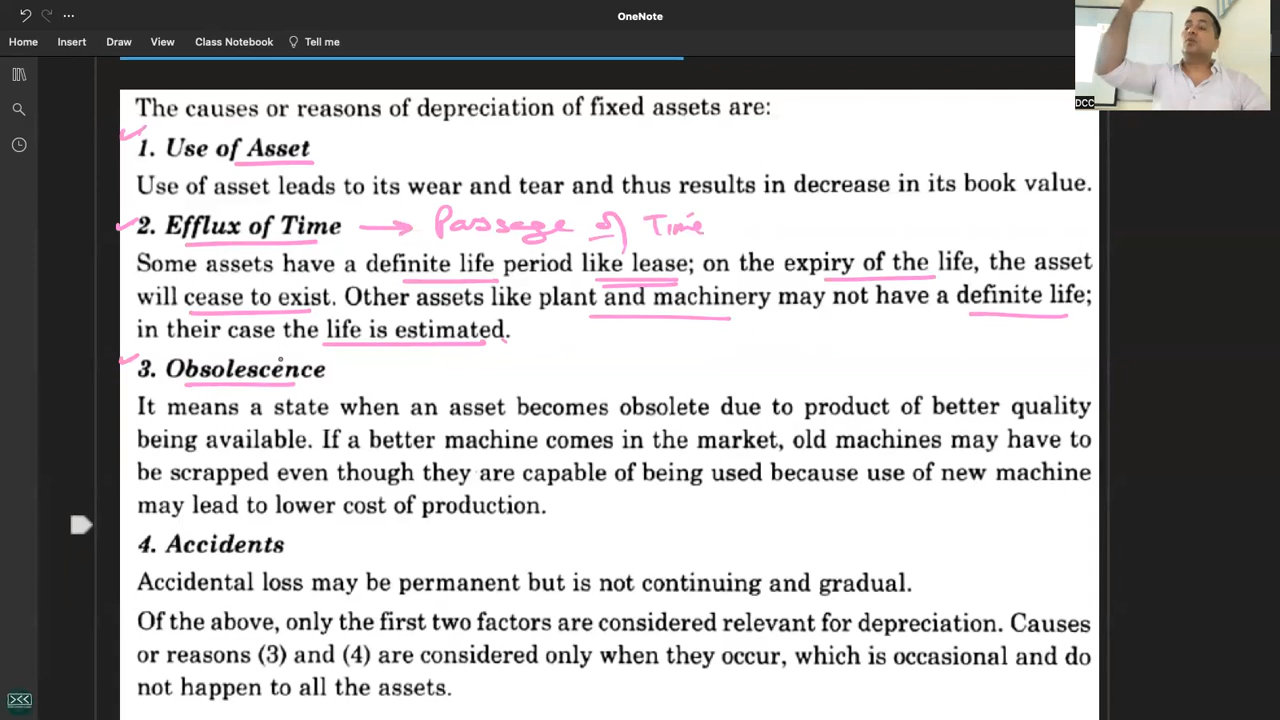 OneNote
Home Insert Draw View Class Notebook Tell me
DCC
The causes or reasons of depreciation of fixed assets are:
1. Use of Asset
Use of asset leads to its wear and tear and thus results in decrease in its book value.
2. Efflux of Time → Passage of Time
Some assets have a definite life period like lease; on the expiry of the life, the asset
will cease to exist. Other assets like plant and machinery may not have a definite life;
in their case the life is estimated.
3. Obsolescence
It means a state when an asset becomes obsolete due to product of better quality
being available. If a better machine comes in the market, old machines may have to
be scrapped even though they are capable of being used because use of new machine
may lead to lower cost of production.
4. Accidents
Accidental loss may be permanent but is not continuing and gradual.
Of the above, only the first two factors are considered relevant for depreciation. Causes
or reasons (3) and (4) are considered only when they occur, which is occasional and do
not happen to all the assets.